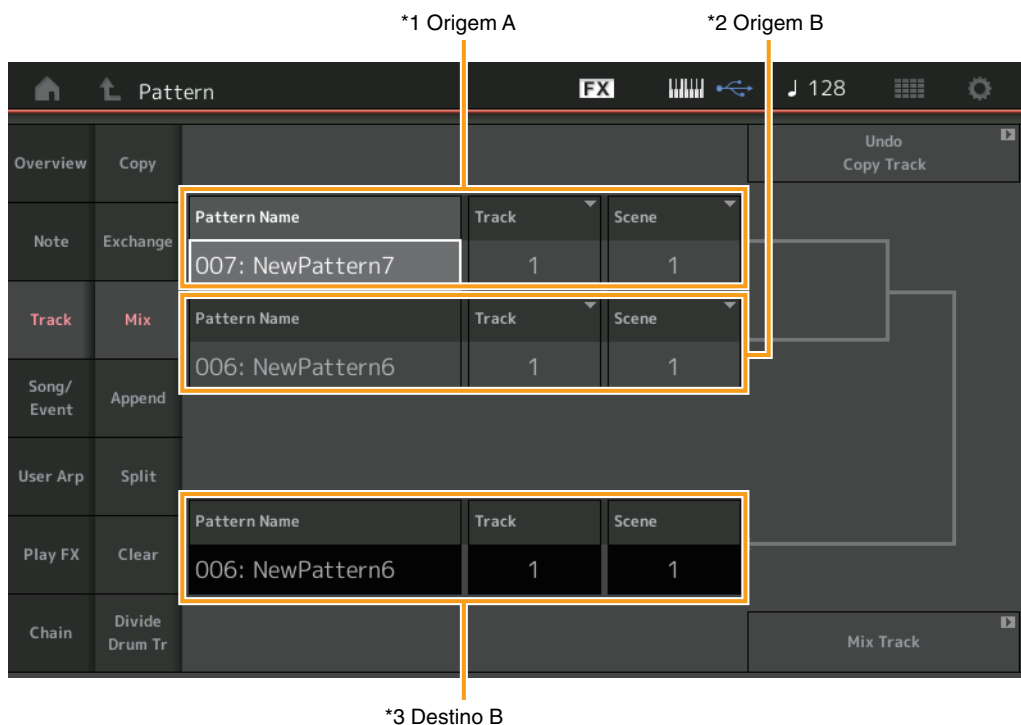 *1 Origem A
*2 Origem B
Pattern
FX
128
Overview
Copy
Undo
Copy Track
Note
Exchange
Pattern Name
Track
Scene
007: NewPattern7
1
1
Track
Mix
Pattern Name
Track
Scene
006: NewPattern6
1
1
Song/
Event
Append
User Arp
Split
Pattern Name
Track
Scene
006: NewPattern6
1
1
Play FX
Clear
Chain
Divide
Drum Tr
Mix Track
*3 Destino B